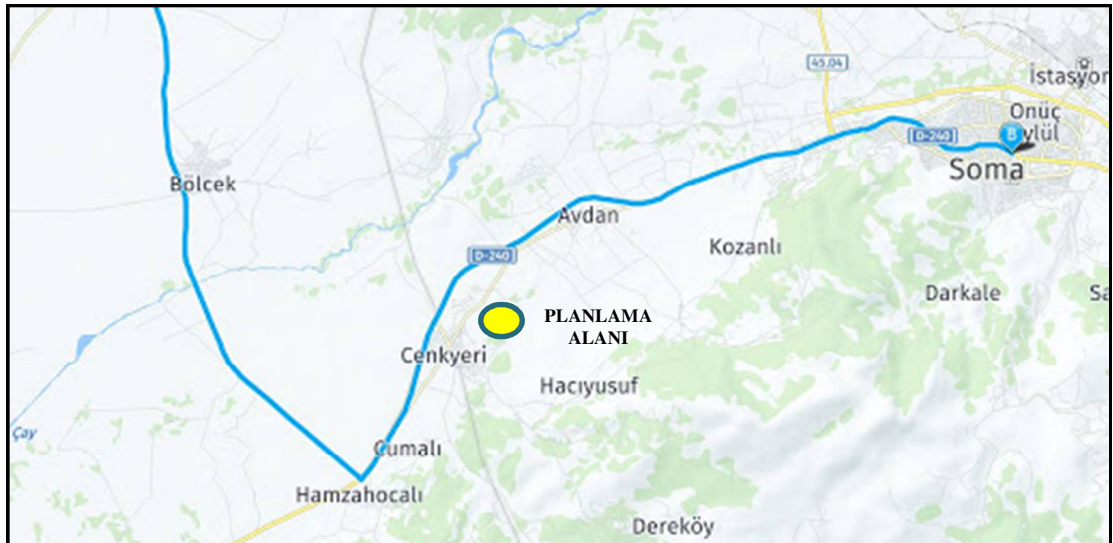 45.04
İstasyon
Onüç
Eylül
B
D-240
Soma
Bölcek
Avdan
Kozanlı
D-240
Darkale
Sa
PLANLAMA
ALANI
Cenkyeri
Hacıyusuf
Çay
Cumalı
Hamzahocalı
Dereköy